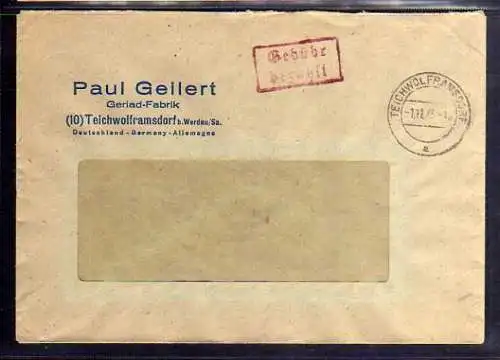 Paul Geilert
Geriad-Fabrik
(10) Teichwolframsdorf b. Werdau/Sa.
Deutschland - Germany - Allemagne
Gebühr
bezahlt
TEICHWOLFRAMSDORF
a